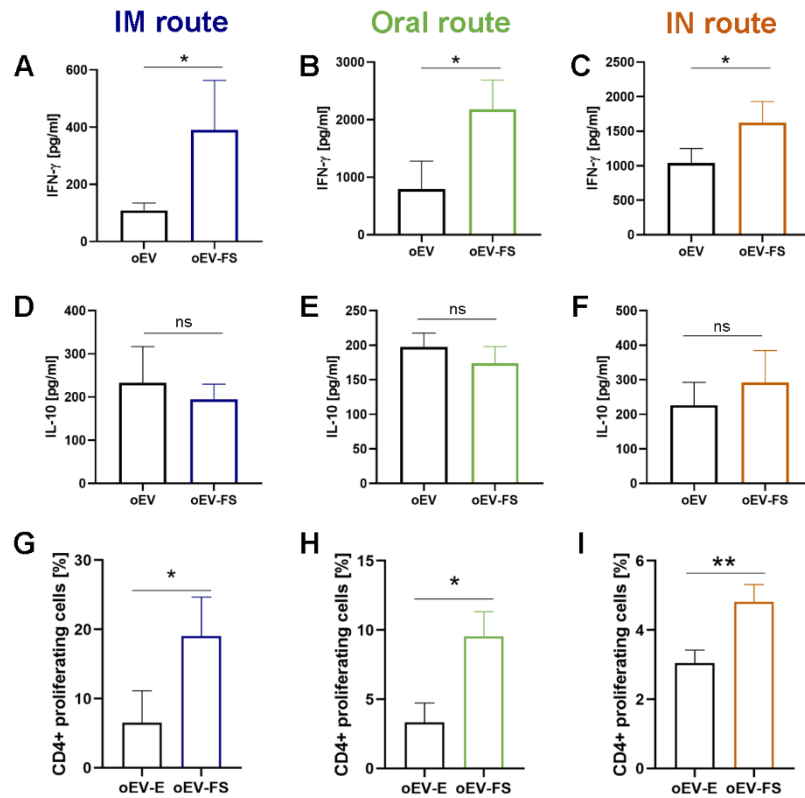 IM route
Oral route
IN route
A
*
IFN-γ [pg/ml]
600
400
200
0
oEV
oEV-FS
B
*
IFN-γ [pg/ml]
3000
2000
1000
0
oEV
oEV-FS
C
*
IFN-γ [pg/ml]
2500
2000
1500
1000
500
0
oEV
oEV-FS
D
ns
IL-10 [pg/ml]
400
300
200
100
0
oEV
oEV-FS
E
ns
IL-10 [pg/ml]
200
150
100
50
0
oEV
oEV-FS
F
ns
IL-10 [pg/ml]
500
400
300
200
100
0
oEV
oEV-FS
G
*
CD4+ proliferating cells [%]
30
20
10
0
oEV-E
oEV-FS
H
*
CD4+ proliferating cells [%]
15
10
5
0
oEV-E
oEV-FS
I
**
CD4+ proliferating cells [%]
6
4
2
0
oEV-E
oEV-FS